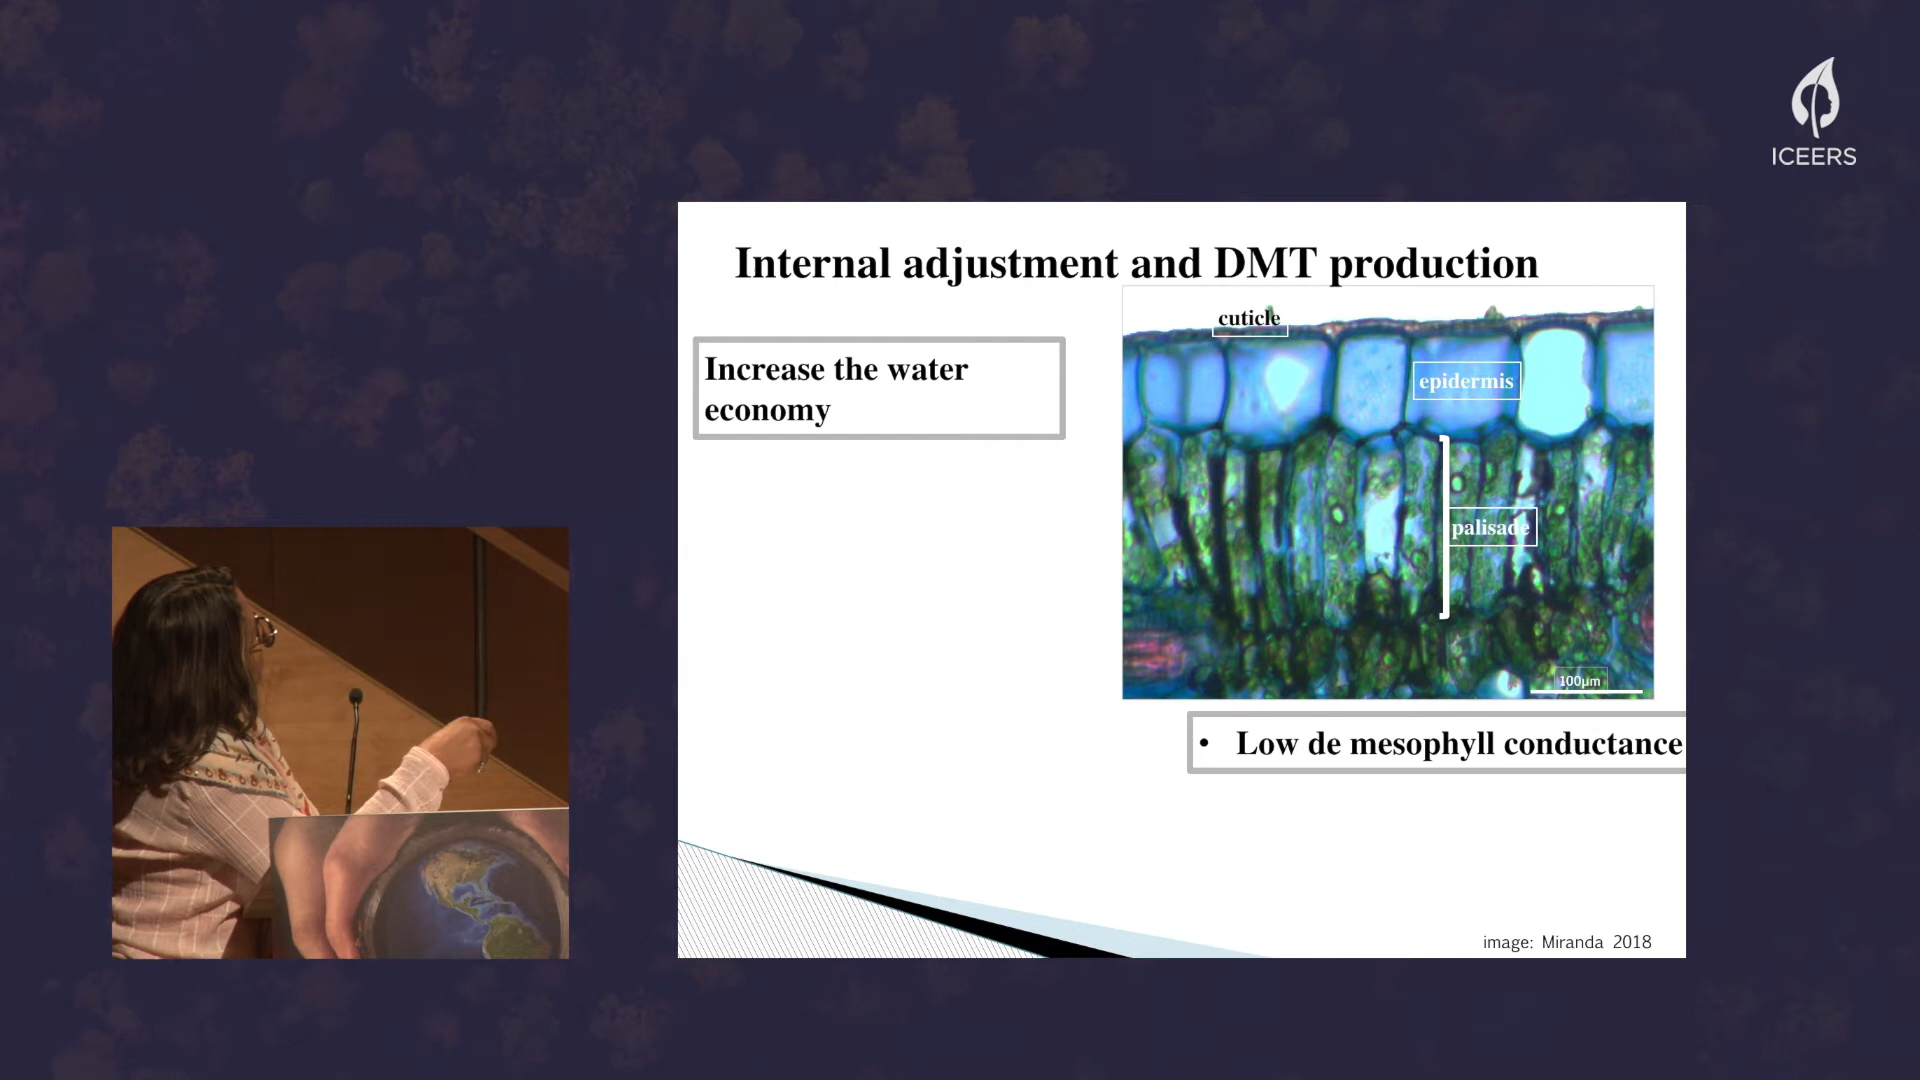 ICEERS
Internal adjustment and DMT production
cuticle
Increase the water
economy
epidermis
palisade
100µm
• Low de mesophyll conductance
image: Miranda 2018